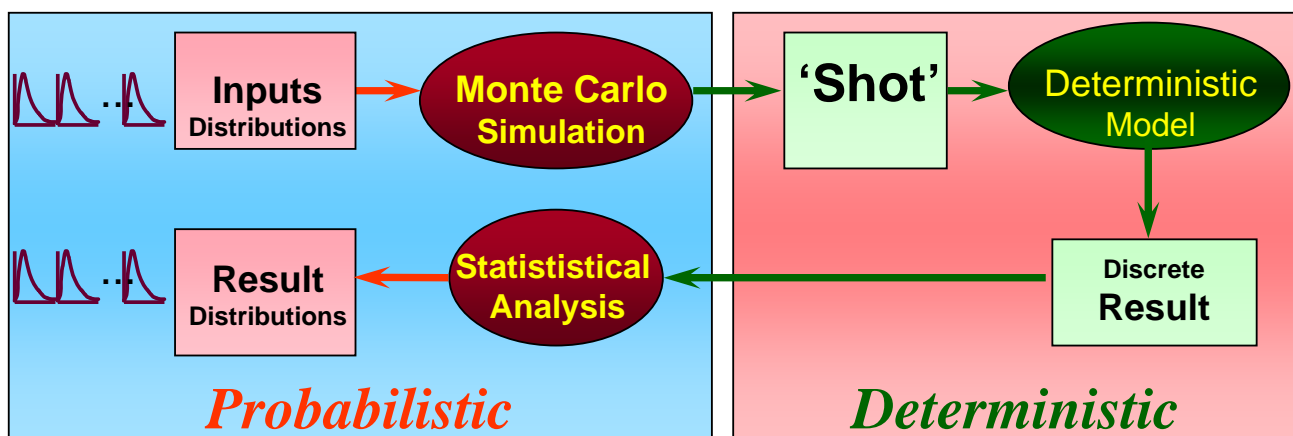 ...
Inputs
Distributions
Monte Carlo
Simulation
‘Shot’
Deterministic
Model
...
Result
Distributions
Statististical
Analysis
Discrete
Result
Probabilistic
Deterministic